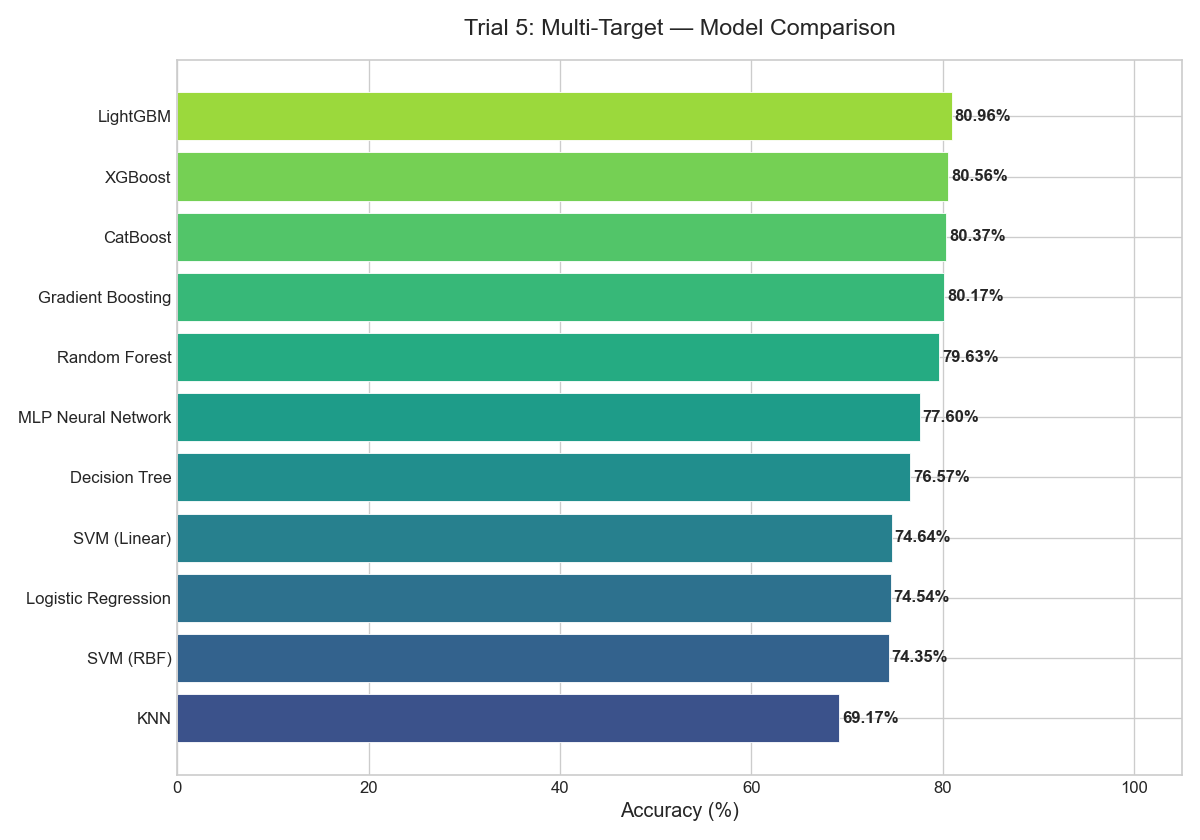 Trial 5: Multi-Target — Model Comparison
LightGBM 80.96%
XGBoost 80.56%
CatBoost 80.37%
Gradient Boosting 80.17%
Random Forest 79.63%
MLP Neural Network 77.60%
Decision Tree 76.57%
SVM (Linear) 74.64%
Logistic Regression 74.54%
SVM (RBF) 74.35%
KNN 69.17%
0 20 40 60 80 100
Accuracy (%)